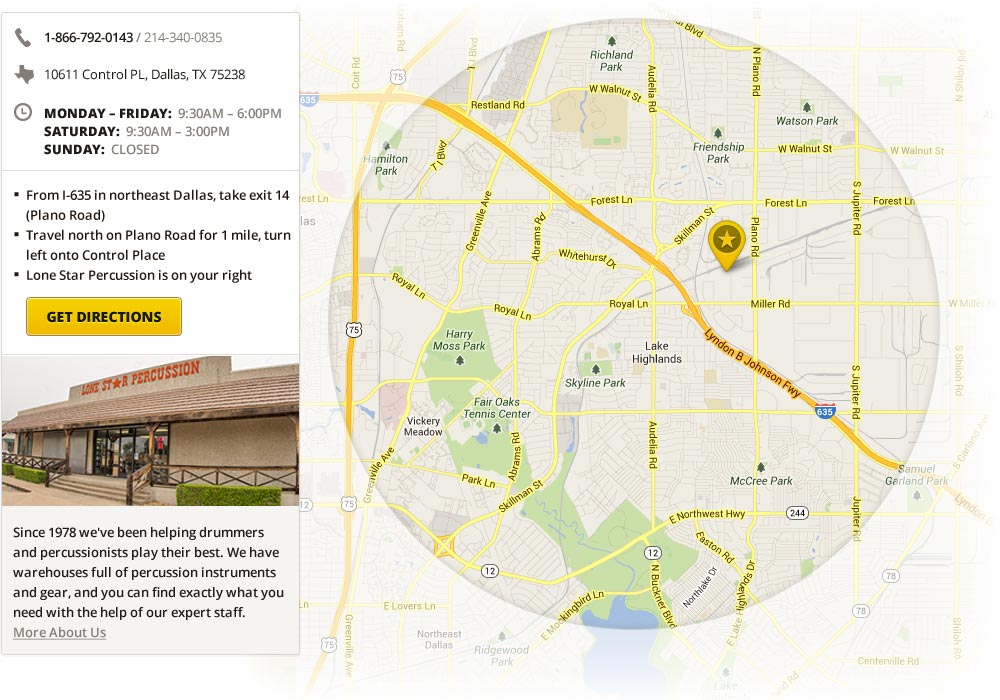 1-866-792-0143 / 214-340-0835
10611 Control PL, Dallas, TX 75238
MONDAY – FRIDAY: 9:30AM – 6:00PM
SATURDAY: 9:30AM – 3:00PM
SUNDAY: CLOSED
From I-635 in northeast Dallas, take exit 14
(Plano Road)
Travel north on Plano Road for 1 mile, turn
left onto Control Place
Lone Star Percussion is on your right
GET DIRECTIONS
LONE ST★R PERCUSSION
Since 1978 we've been helping drummers
and percussionists play their best. We have
warehouses full of percussion instruments
and gear, and you can find exactly what you
need with the help of our expert staff.
More About Us
Coit Rd
75
T I Blvd
Richland
Park
Audelia Rd
N Plano Rd
N Shiloh Rd
635
Restland Rd
W Walnut St
Watson Park
Hamilton
Park
T I Blvd
Friendship
Park
W Walnut St
W Walnut St
rest Ln
Forest Ln
Forest Ln
Forest Ln
las
Greenville Ave
Abrams Rd
Skillman St
Plano Rd
S Jupiter Rd
Whitehurst Dr
Royal Ln
Royal Ln
Royal Ln
Miller Rd
W Miller R
75
Harry
Moss Park
Lake
Highlands
Lyndon B Johnson Fwy
S Shiloh Rd
Skyline Park
S Jupiter Rd
Fair Oaks
Tennis Center
635
Vickery
Meadow
Audelia Rd
Abrams Rd
S Garland Ave
Greenville Ave
Park Ln
McCree Park
Samuel
Garland Park
Skillman St
Lyndon
12
75
E Northwest Hwy
244
Jupiter Rd
Easton Rd
12
12
N Buckner Blvd
Northlake Dr
E Lake Highlands Dr
78
E Lovers Ln
E Mockingbird Ln
78
Northeast
Dallas
75
Greenville Ave
Ridgewood
Park
Shiloh Rd
Centerville Rd